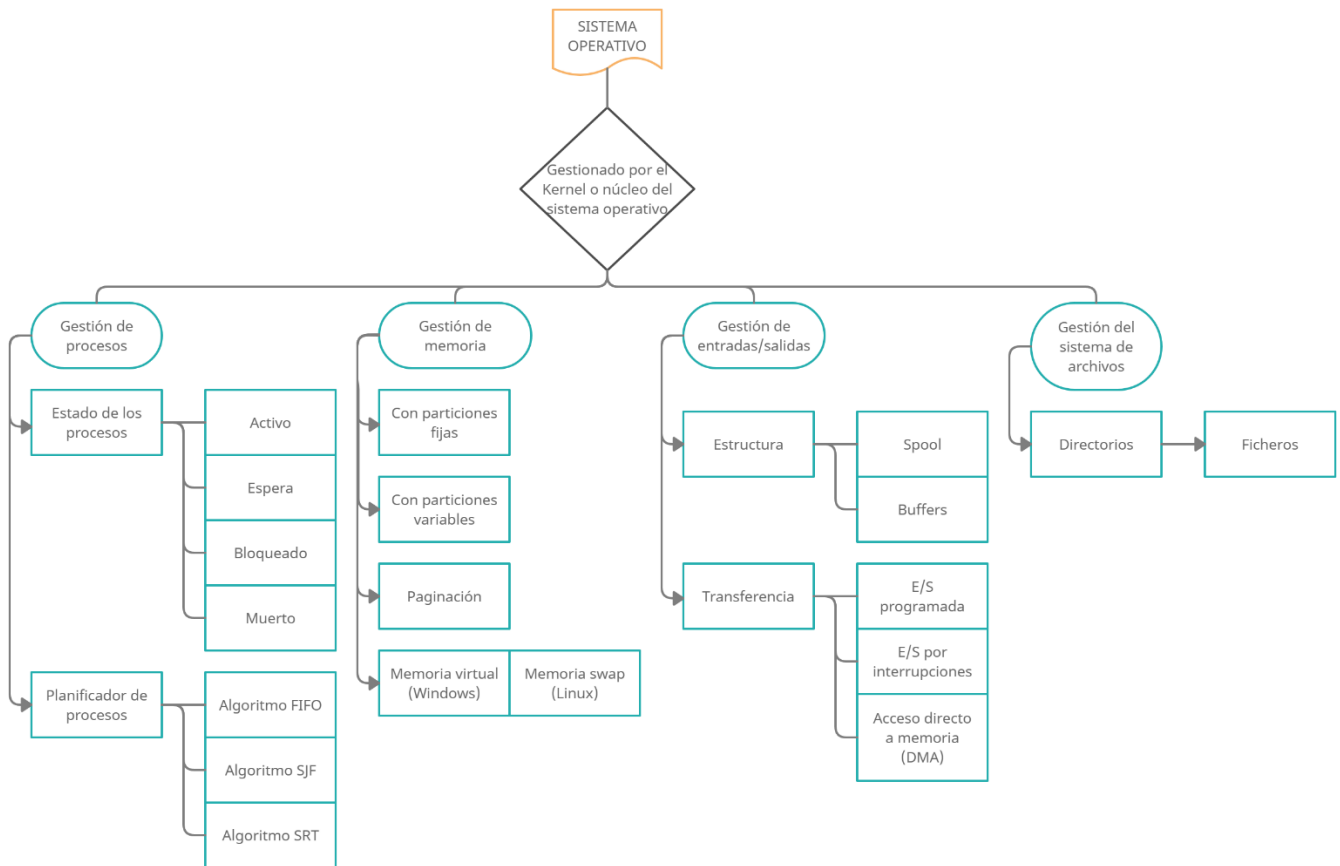 SISTEMA
OPERATIVO
Gestionado por el
Kernel o núcleo del
sistema operativo
Gestión de
procesos
Estado de los
procesos
Activo
Espera
Bloqueado
Muerto
Planificador de
procesos
Algoritmo FIFO
Algoritmo SJF
Algoritmo SRT
Gestión de
memoria
Con particiones
fijas
Con particiones
variables
Paginación
Memoria virtual
(Windows)
Memoria swap
(Linux)
Gestión de
entradas/salidas
Estructura
Spool
Buffers
Transferencia
E/S
programada
E/S por
interrupciones
Acceso directo
a memoria
(DMA)
Gestión del
sistema de
archivos
Directorios
Ficheros